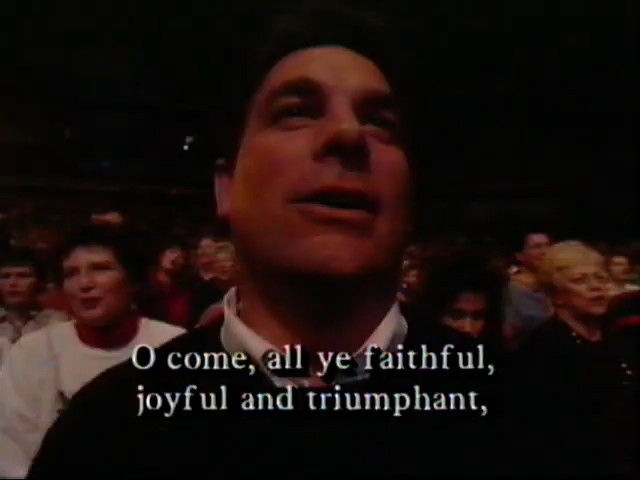 O come, all ye faithful,
joyful and triumphant,